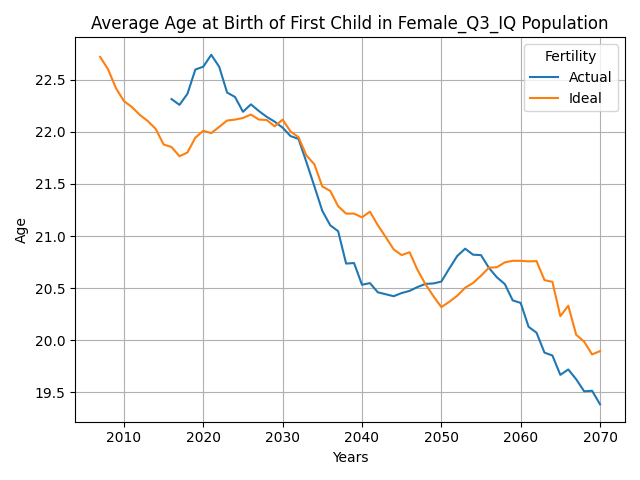 Average Age at Birth of First Child in Female_Q3_IQ Population
Fertility
Actual
Ideal
Age
22.5
22.0
21.5
21.0
20.5
20.0
19.5
2010 2020 2030 2040 2050 2060 2070
Years